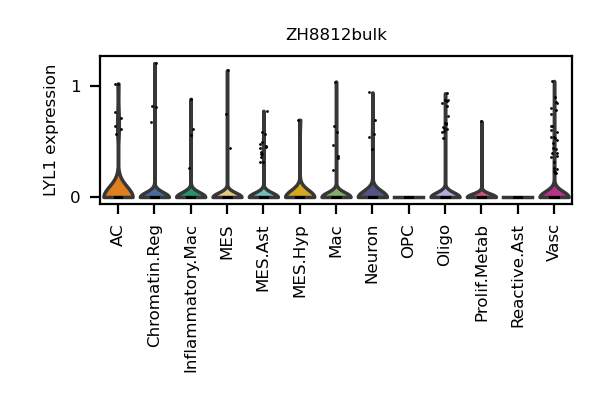 ZH8812bulk
LYL1 expression
1
0
AC
Chromatin.Reg
Inflammatory.Mac
MES
MES.Ast
MES.Hyp
Mac
Neuron
OPC
Oligo
Prolif.Metab
Reactive.Ast
Vasc